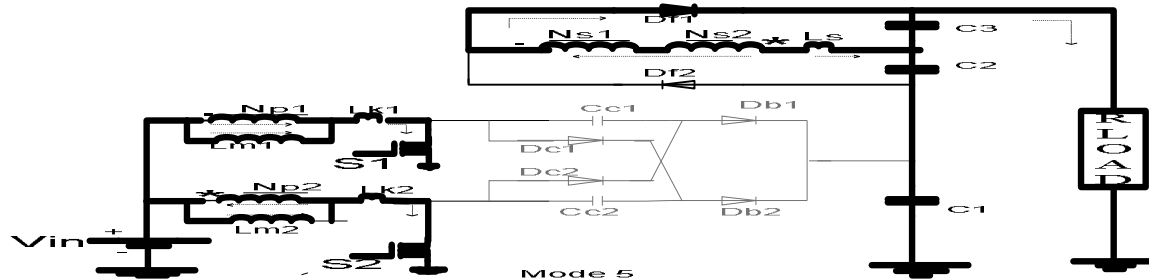 Df1
C3
Ns1 Ns2 * Ls
C2
Df2
Np1 Lk1
Lm1
S1
Cc1
Db1
Dc1
Dc2
Cc2
Db2
C1
RLOAD
* Np2 Lk2
Lm2
Vin
+
-
S2
Mode 5